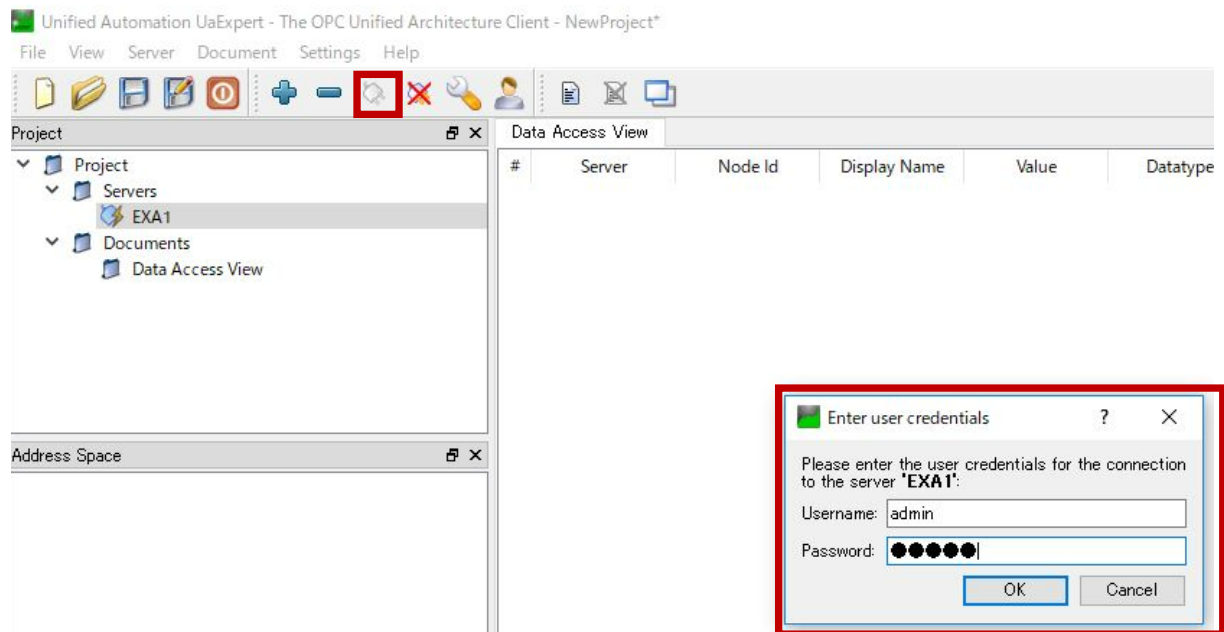 Unified Automation UaExpert - The OPC Unified Architecture Client - NewProject*
File View Server Document Settings Help
Project
Data Access View
# Server Node Id Display Name Value Datatype
Project
Servers
EXA1
Documents
Data Access View
Address Space
Enter user credentials ? ×
Please enter the user credentials for the connection
to the server 'EXA1':
Username: admin
Password: ●●●●●
OK Cancel